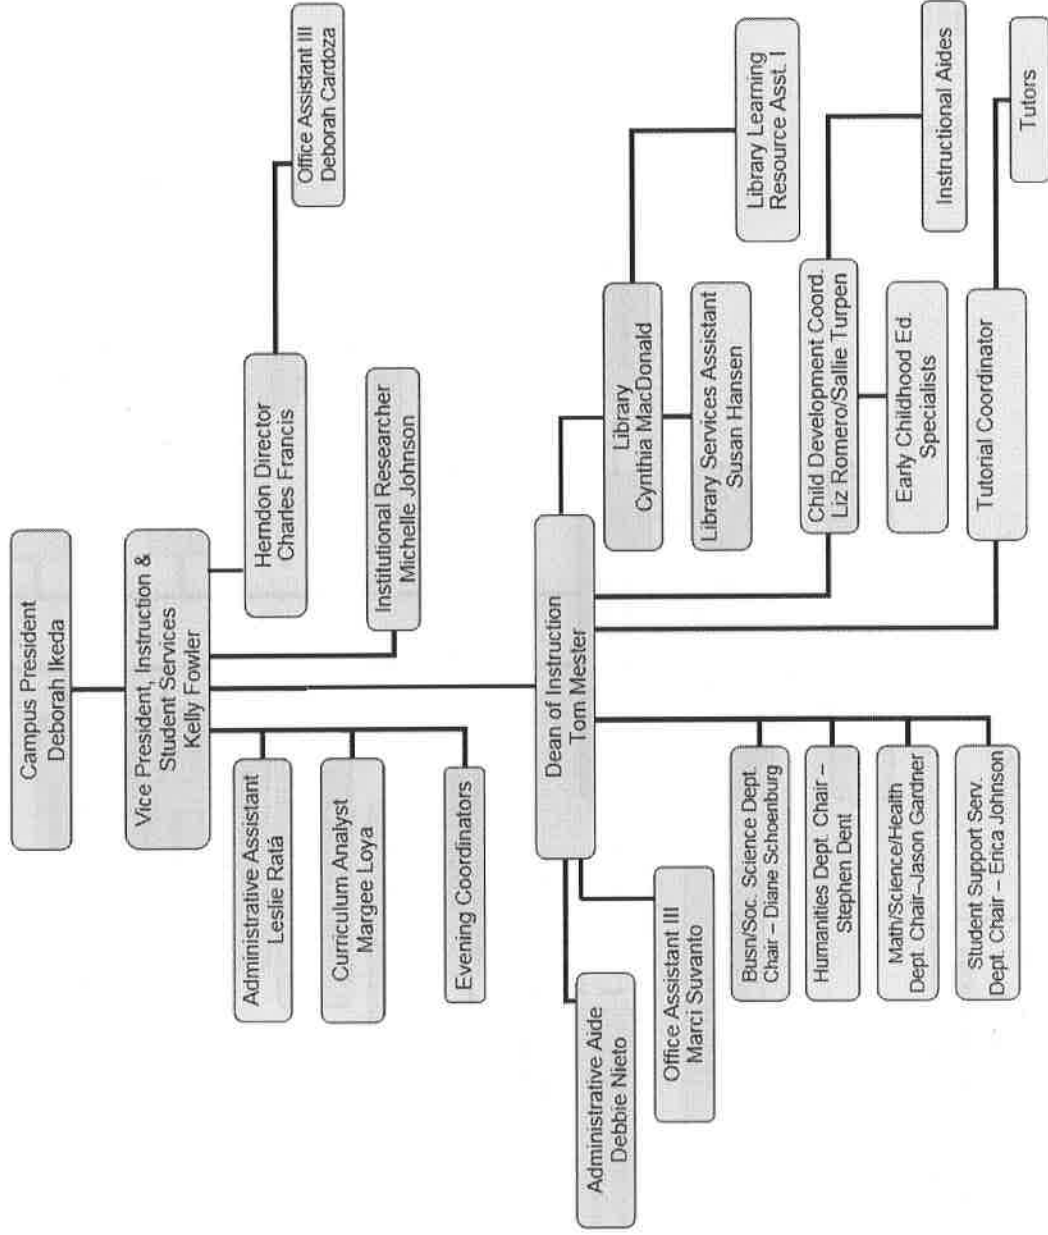 Campus President
Deborah Ikeda
Vice President, Instruction &
Student Services
Kelly Fowler
Administrative Assistant
Leslie Ratá
Curriculum Analyst
Margee Loya
Evening Coordinators
Herndon Director
Charles Francis
Office Assistant III
Deborah Cardoza
Institutional Researcher
Michelle Johnson
Dean of Instruction
Tom Mester
Administrative Aide
Debbie Nieto
Office Assistant III
Marci Suvanto
Busn/Soc. Science Dept.
Chair – Diane Schoenburg
Humanities Dept. Chair –
Stephen Dent
Math/Science/Health
Dept. Chair–Jason Gardner
Student Support Serv.
Dept. Chair – Erica Johnson
Library
Cynthia MacDonald
Library Services Assistant
Susan Hansen
Library Learning
Resource Asst. I
Child Development Coord.
Liz Romero/Sallie Turpen
Early Childhood Ed.
Specialists
Instructional Aides
Tutorial Coordinator
Tutors